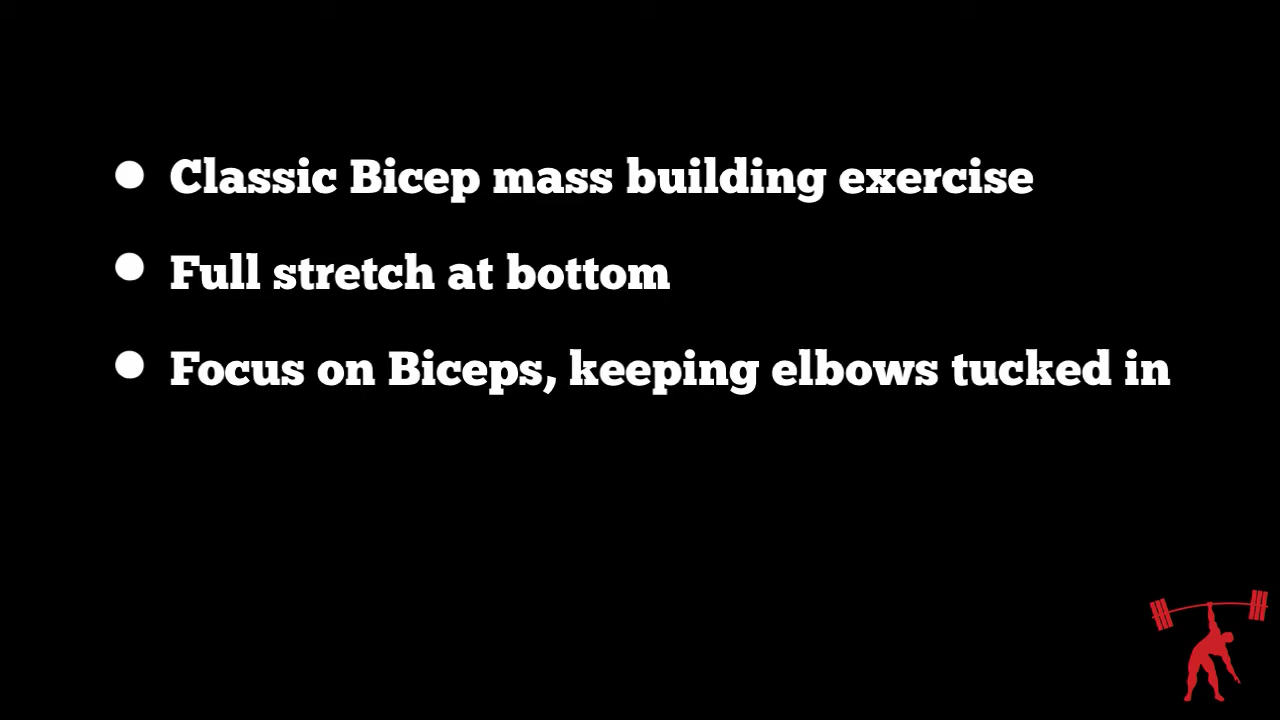 Classic Bicep mass building exercise
Full stretch at bottom
Focus on Biceps, keeping elbows tucked in